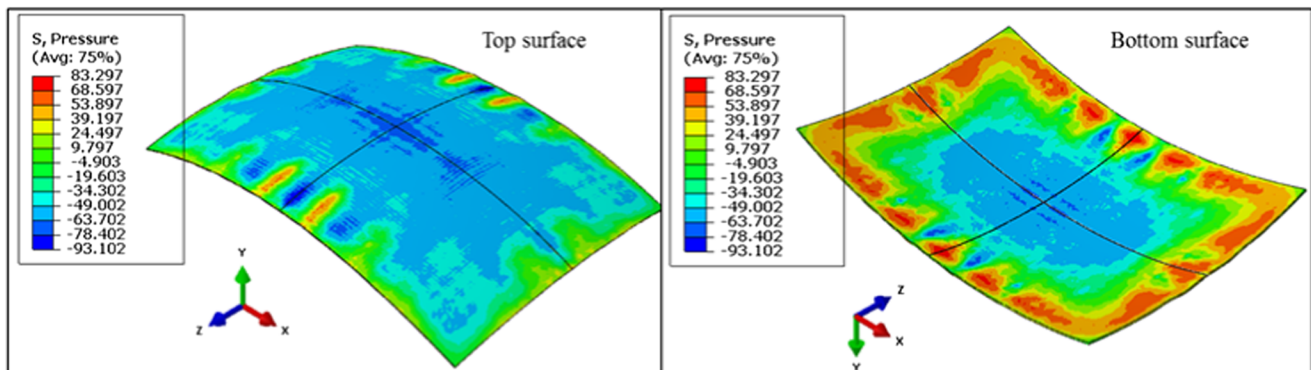 Top surface
S, Pressure
(Avg: 75%)
83.297
68.597
53.897
39.197
24.497
9.797
-4.903
-19.603
-34.302
-49.002
-63.702
-78.402
-93.102
Y
Z
X
Bottom surface
S, Pressure
(Avg: 75%)
83.297
68.597
53.897
39.197
24.497
9.797
-4.903
-19.603
-34.302
-49.002
-63.702
-78.402
-93.102
Z
X
Y